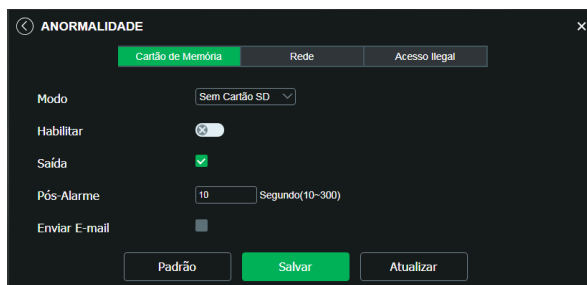 ANORMALIDADE
Cartão de Memória Rede Acesso Ilegal
Modo Sem Cartão SD
Habilitar
Saída
Pós-Alarme 10 Segundo(10~300)
Enviar E-mail
Padrão Salvar Atualizar